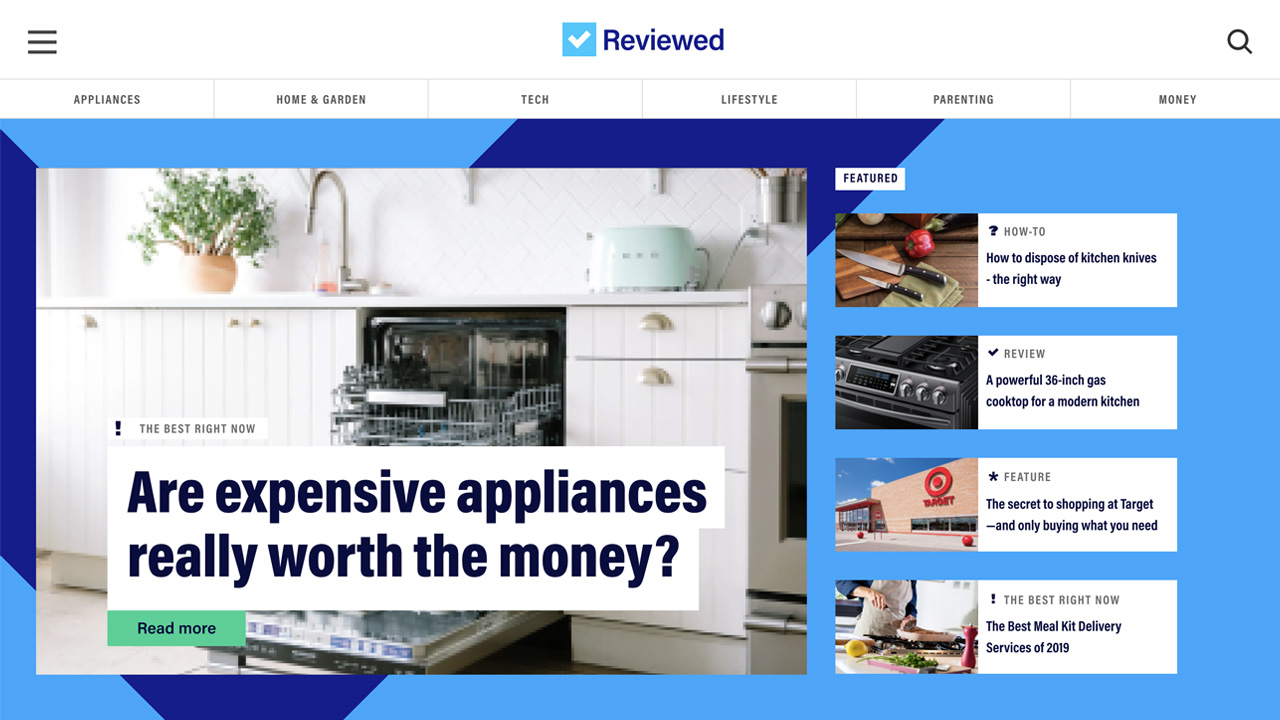 Reviewed
APPLIANCES
HOME & GARDEN
TECH
LIFESTYLE
PARENTING
MONEY
! THE BEST RIGHT NOW
Are expensive appliances
really worth the money?
Read more
FEATURED
? HOW-TO
How to dispose of kitchen knives
- the right way
REVIEW
A powerful 36-inch gas
cooktop for a modern kitchen
TARGET
* FEATURE
The secret to shopping at Target
—and only buying what you need
! THE BEST RIGHT NOW
The Best Meal Kit Delivery
Services of 2019